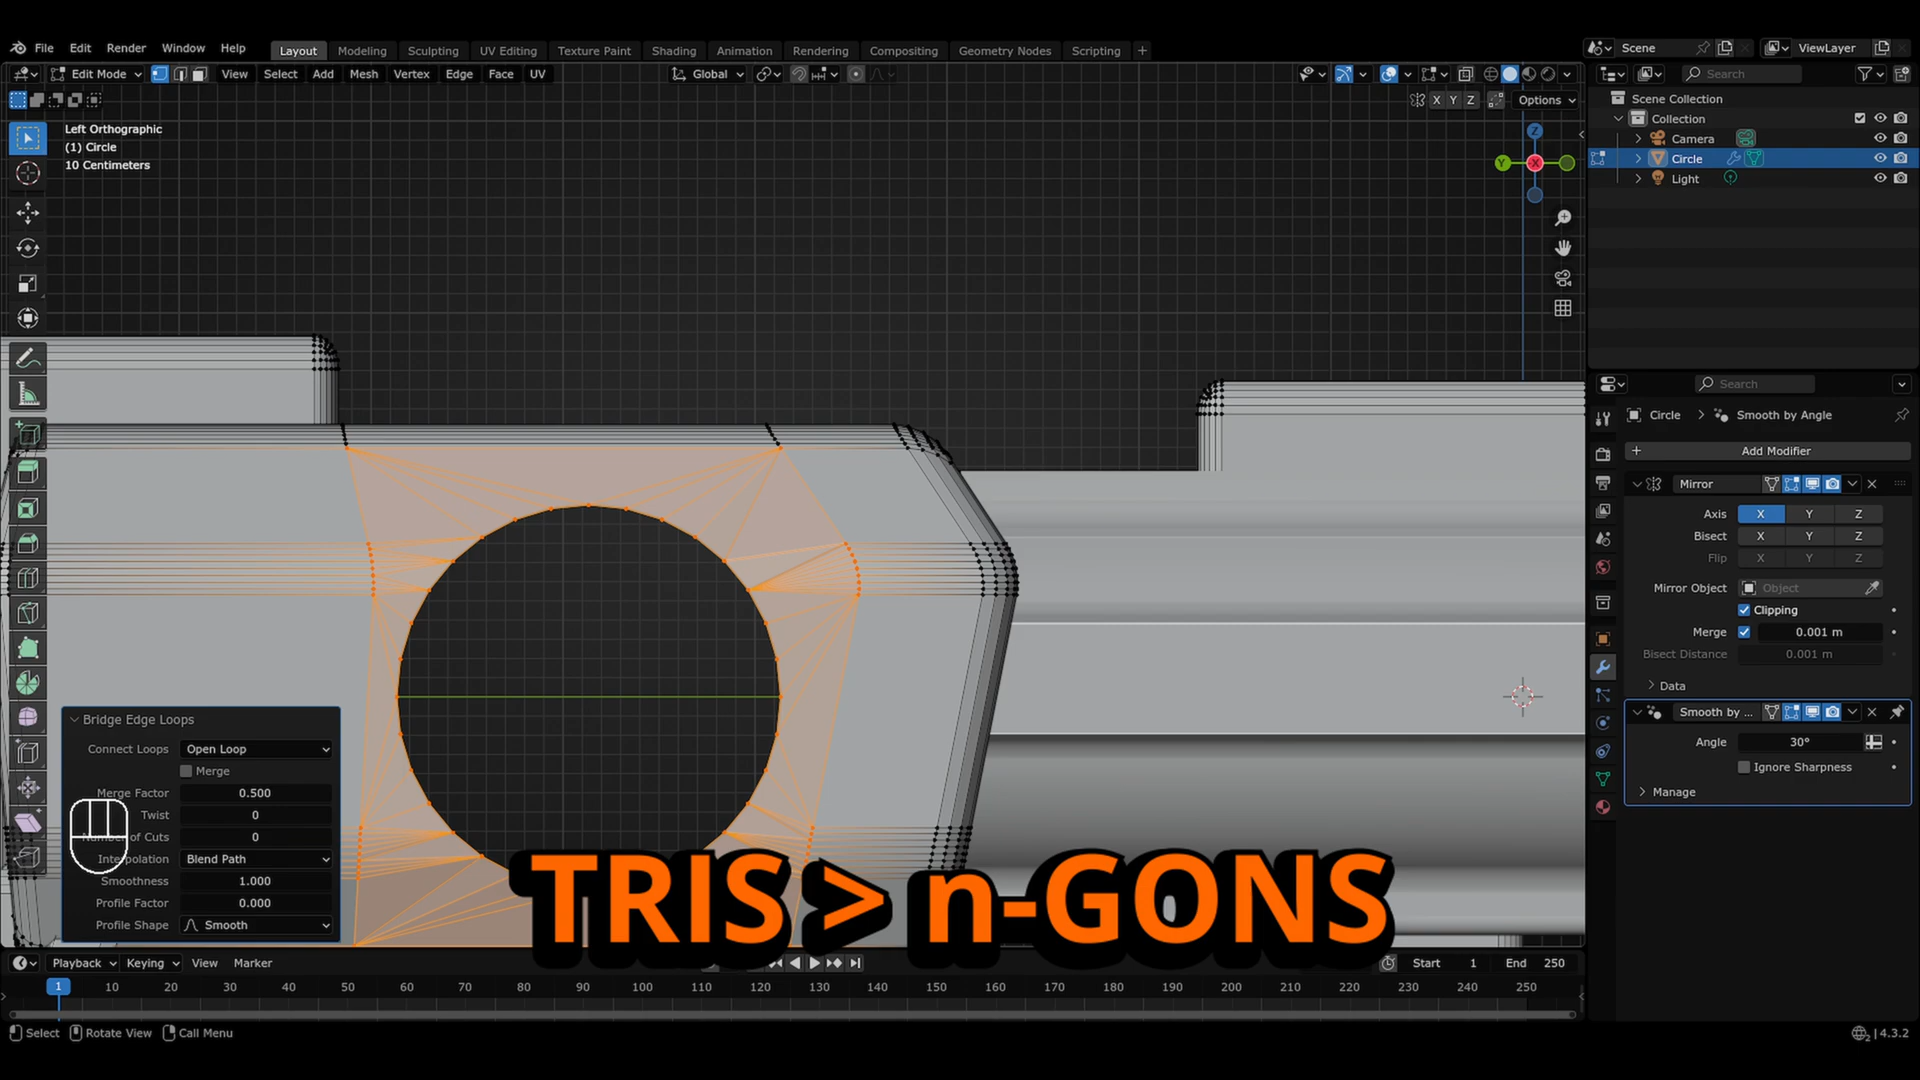 File Edit Render Window Help Layout Modeling Sculpting UV Editing Texture Paint Shading Animation Rendering Compositing Geometry Nodes Scripting + Scene ViewLayer
Edit Mode View Select Add Mesh Vertex Edge Face UV Global Search
X Y Z Options
Left Orthographic
(1) Circle
10 Centimeters
Z
Y
X
Scene Collection
Collection
Camera
Circle
Light
Search
Circle > Smooth by Angle
+ Add Modifier
Mirror
Axis X Y Z
Bisect X Y Z
Flip X Y Z
Mirror Object Object
Clipping
Merge 0.001 m
Bisect Distance 0.001 m
Data
Smooth by ...
Angle 30°
Ignore Sharpness
Manage
Bridge Edge Loops
Connect Loops Open Loop
Merge
Merge Factor 0.500
Twist 0
of Cuts 0
Interpolation Blend Path
Smoothness 1.000
Profile Factor 0.000
Profile Shape Smooth
TRIS > n-GONS
Playback Keying View Marker Start 1 End 250
1 10 20 30 40 50 60 70 80 90 100 110 120 130 140 150 160 170 180 190 200 210 220 230 240 250
Select Rotate View Call Menu 4.3.2